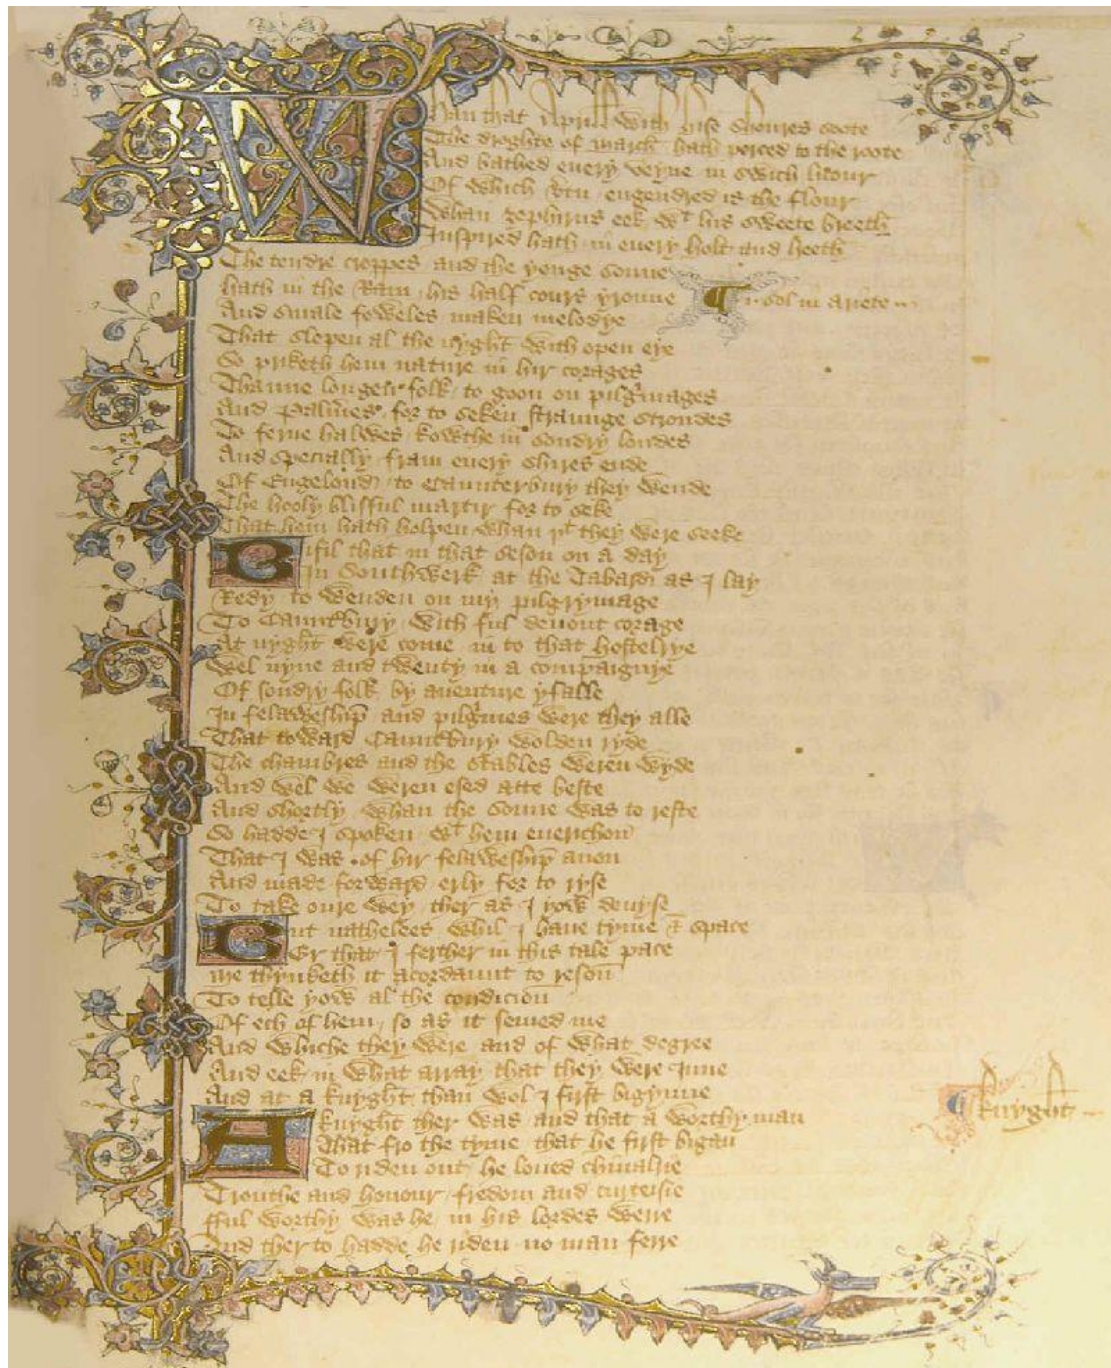 Whan that Aprill with hise shoures soote
The droghte of march hath perced to the roote
And bathed euery veyne in swich licour
Of which vtu engendred is the flour
Whan zephirus eek wt his sweete breeth
Inspired hath in euery holt and heeth
The tendre croppes and the yonge sonne
hath in the Ram his half cours yronne
¶ i sol in ariete
And smale foweles maken melodye
That slepen al the nyght with open eye
So priketh hem nature in hir corages
Thanne longen folk to goon on pilgrimages
And Palmeres for to seken straunge strondes
To ferne halwes kowthe in sondry londes
And specially fram euery shires ende
Of Engelond to Caunterbury they wende
The hooly blisful martir for to seke
That hem hath holpen whan þt they were seeke
Bifil that in that seson on a day
In Southwerk at the Tabard as I lay
Redy to wenden on my pilgrymage
To Caunterbury with ful deuout corage
At nyght were come in to that hostelrye
Wel nyne and twenty in a compaignye
Of sondry folk by auenture yfalle
In felaweshipe and pilgrimes were they alle
That toward Caunterbury wolden ryde
The chambres and the stables weren wyde
And wel we weren esed atte beste
And shortly whan the sonne was to reste
So hadde I spoken wt hem euerichon
That I was of hir felaweshipe anon
And made forward erly for to ryse
To take oure wey ther as I yow deuyse
But nathelees whil I haue tyme & space
Er that I ferther in this tale pace
Me thynketh it acordaunt to reson
To telle yow al the condicion
Of ech of hem so as it semed me
And whiche they were and of what degree
And eek in what array that they were Inne
And at a knyght than wol I first bigynne
A knyght ther was and that a worthy man
¶ Knyght
That fro the tyme that he first bigan
To riden out he loued chiualrie
Trouthe and honour fredom and curteisie
fful worthy was he in his lordes werre
And ther to hadde he riden no man ferre